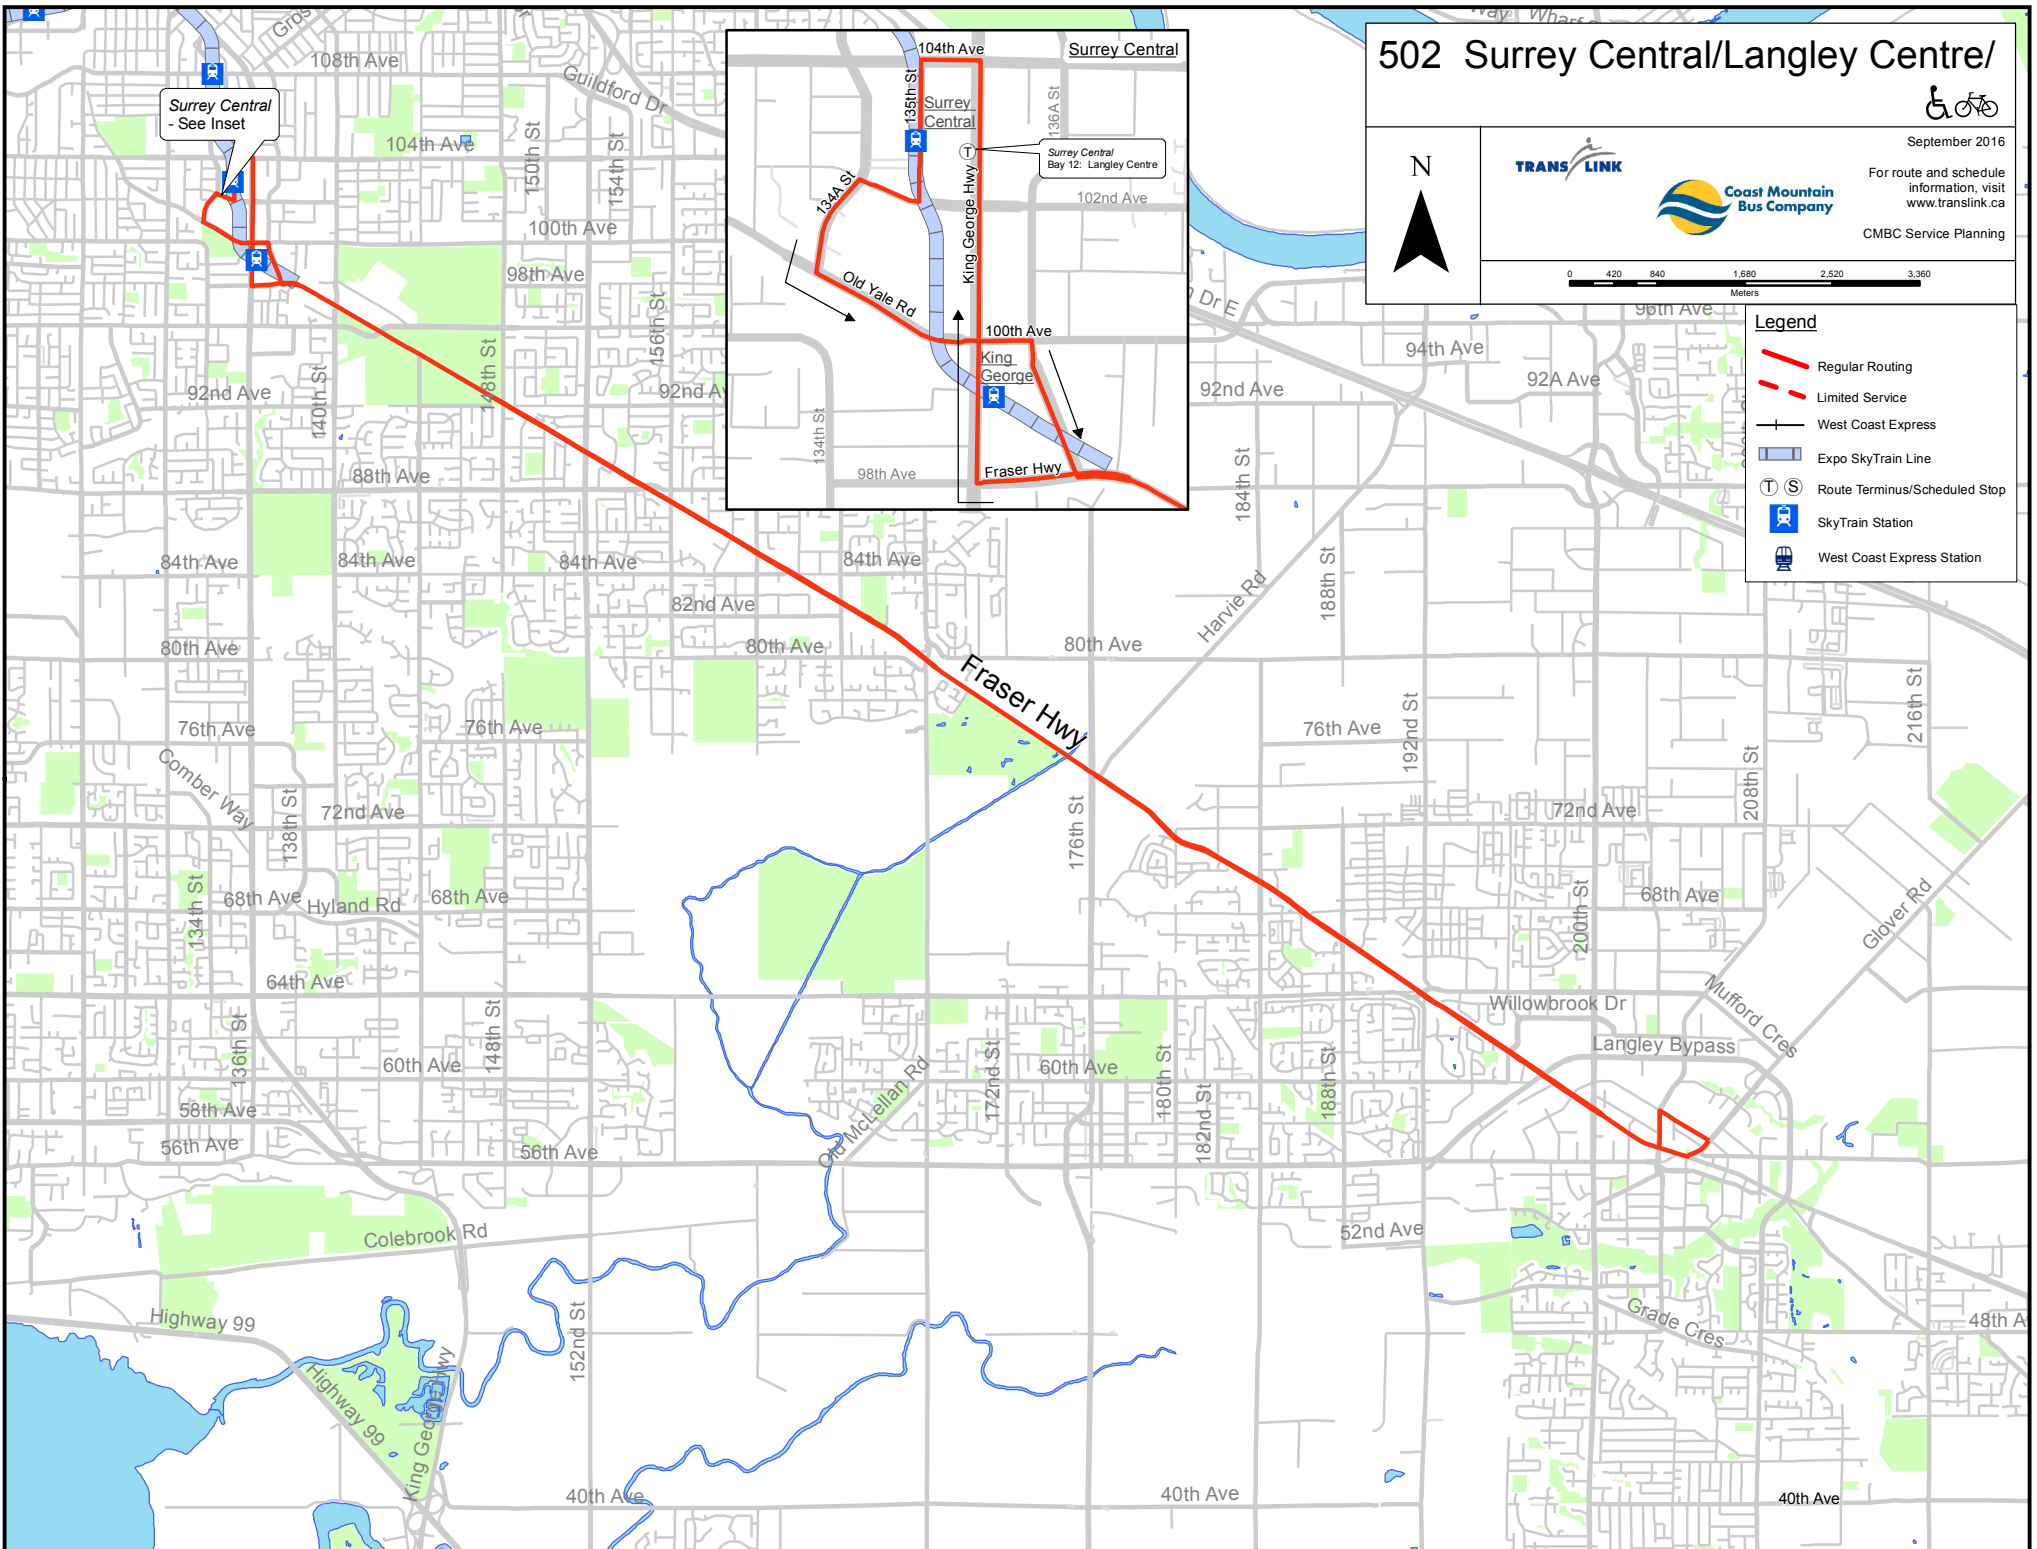 502 Surrey Central/Langley Centre/
September 2016
For route and schedule
information, visit
www.translink.ca
CMBC Service Planning
N
TRANS LINK
Coast Mountain
Bus Company
0 420 840 1,680 2,520 3,360
Meters
Legend
Regular Routing
Limited Service
West Coast Express
Expo SkyTrain Line
T S Route Terminus/Scheduled Stop
SkyTrain Station
West Coast Express Station
Surrey Central
- See Inset
Surrey Central
104th Ave
135th St
Surrey
Central
136A St
T
Surrey Central
Bay 12: Langley Centre
134A St
King George Hwy
102nd Ave
Old Yale Rd
100th Ave
King
George
134th St
98th Ave
Fraser Hwy
108th Ave
Guildford Dr
104th Ave
150th St
154th St
100th Ave
98th Ave
156th St
148th St
140th St
92nd Ave
92nd Av
Dr E
96th Ave
94th Ave
92nd Ave
92A Ave
88th Ave
184th St
84th Ave
84th Ave
84th Ave
84th Ave
188th St
82nd Ave
Harvie Rd
80th Ave
80th Ave
80th Ave
Fraser Hwy
76th Ave
76th Ave
76th Ave
192nd St
216th St
208th St
Comber Way
138th St
72nd Ave
176th St
72nd Ave
134th St
68th Ave
Hyland Rd
68th Ave
200th St
68th Ave
Glover Rd
64th Ave
Willowbrook Dr
Mufford Cres
136th St
148th St
60th Ave
Langley Bypass
Old McLellan Rd
172nd St
60th Ave
180th St
182nd St
188th St
58th Ave
56th Ave
56th Ave
Colebrook Rd
52nd Ave
Highway 99
152nd St
Grade Cres
48th A
Highway 99
King George Hwy
40th Ave
40th Ave
40th Ave